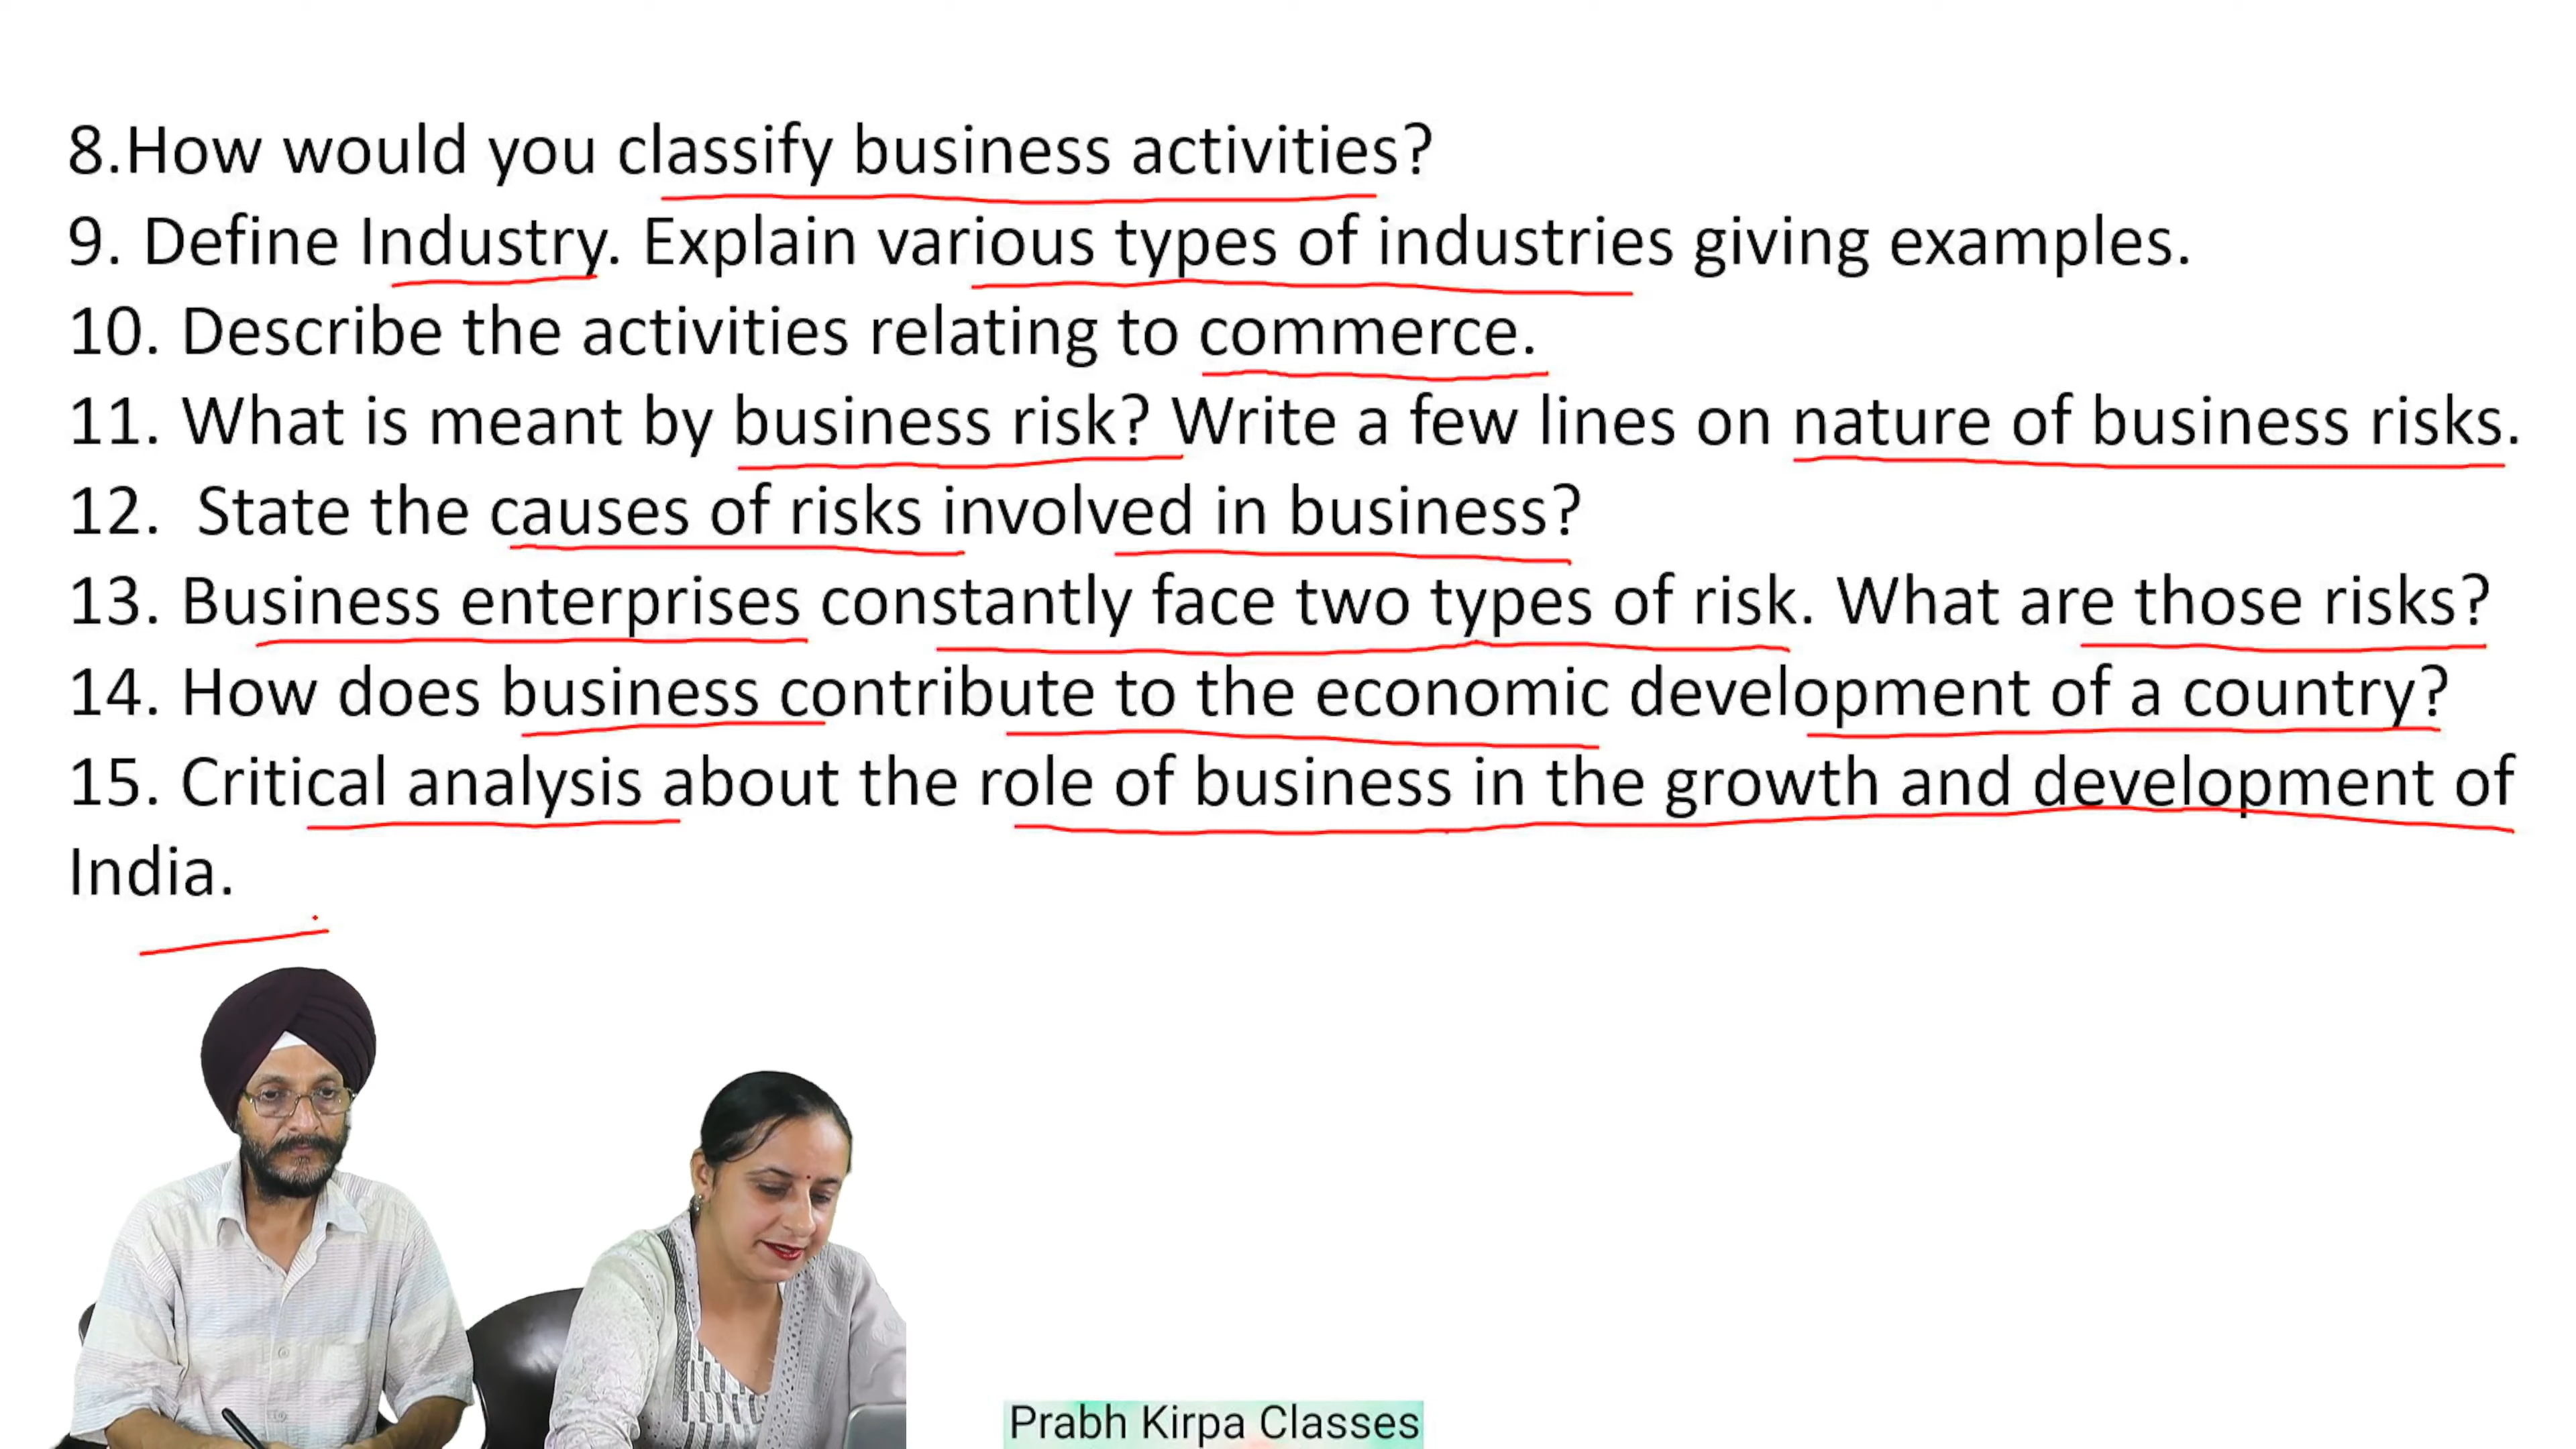 8.How would you classify business activities?
9. Define Industry. Explain various types of industries giving examples.
10. Describe the activities relating to commerce.
11. What is meant by business risk? Write a few lines on nature of business risks.
12.  State the causes of risks involved in business?
13. Business enterprises constantly face two types of risk. What are those risks?
14. How does business contribute to the economic development of a country?
15. Critical analysis about the role of business in the growth and development of
India.
Prabh Kirpa Classes